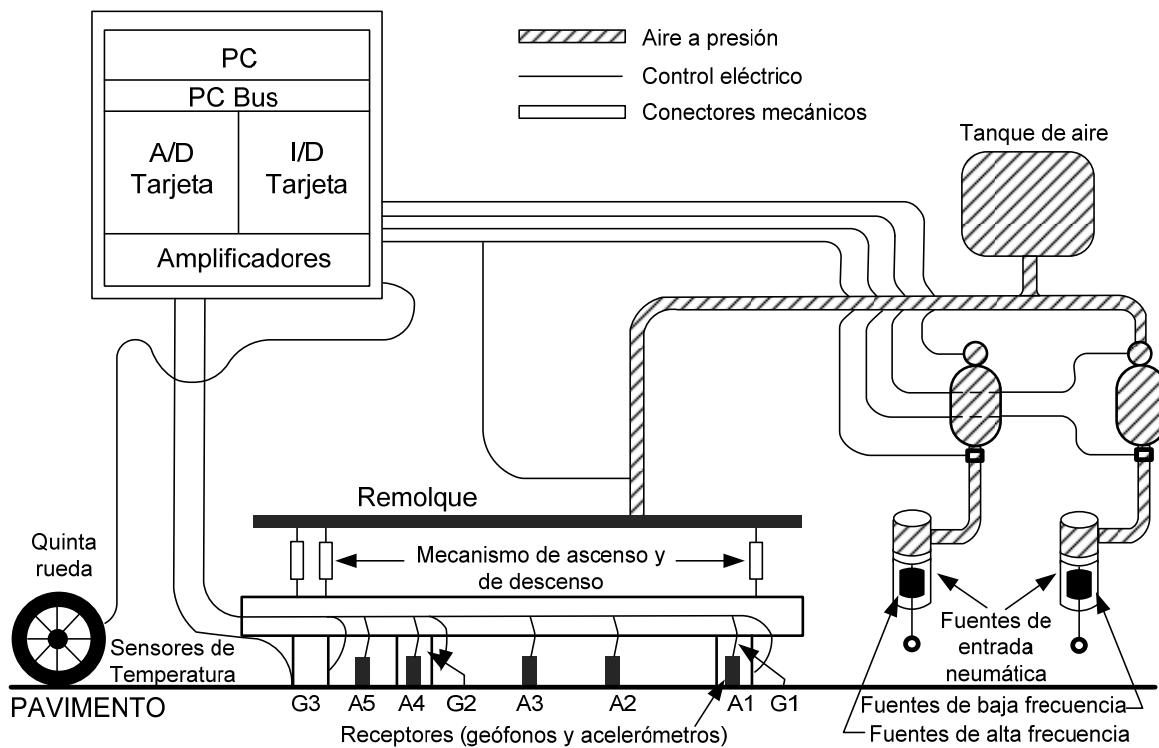 PC
PC Bus
A/D
Tarjeta
I/D
Tarjeta
Amplificadores
Aire a presión
Control eléctrico
Conectores mecánicos
Tanque de aire
Remolque
Mecanismo de ascenso y
de descenso
Quinta
rueda
Sensores de
Temperatura
PAVIMENTO
G3 A5 A4 G2 A3 A2 A1 G1
Receptores (geófonos y acelerómetros)
Fuentes de
entrada
neumática
Fuentes de baja frecuencia
Fuentes de alta frecuencia